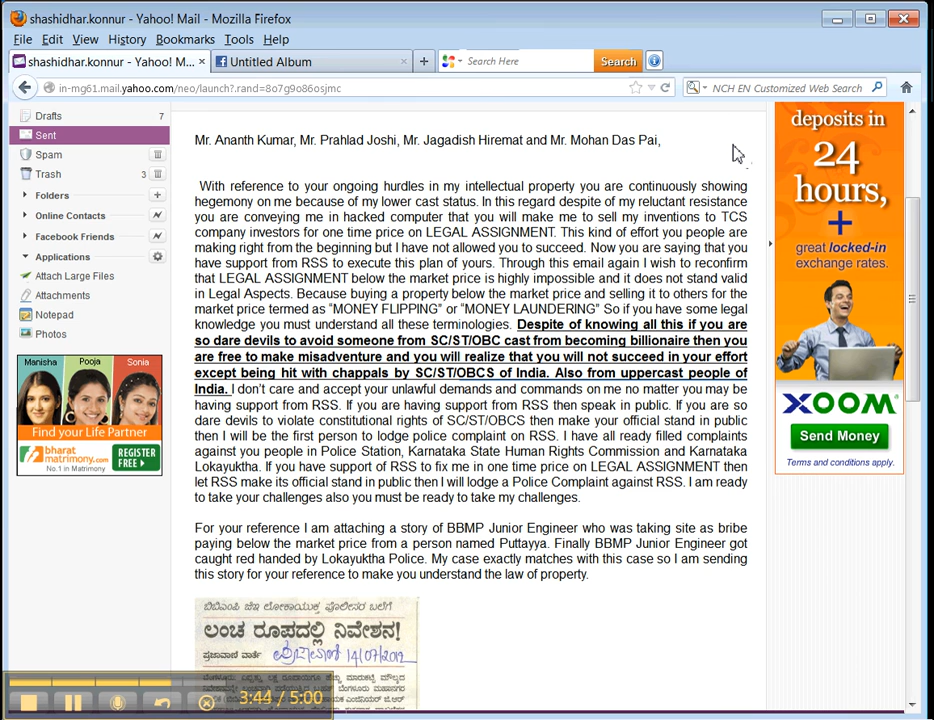 shashidhar.konnur - Yahoo! Mail - Mozilla Firefox
File Edit View History Bookmarks Tools Help
shashidhar.konnur - Yahoo! M... × Untitled Album × + Search Here Search
in-mg61.mail.yahoo.com/neo/launch?.rand=8o7g9o86osjmc NCH EN Customized Web Search
Drafts 7
Sent
Spam
Trash 3
Folders +
Online Contacts
Facebook Friends
Applications
Attach Large Files
Attachments
Notepad
Photos
Manisha Pooja Sonia
Find your Life Partner
bharat matrimony
No.1 in Matrimony
REGISTER
FREE
Mr. Ananth Kumar, Mr. Prahlad Joshi, Mr. Jagadish Hiremat and Mr. Mohan Das Pai,
With reference to your ongoing hurdles in my intellectual property you are continuously showing
hegemony on me because of my lower cast status. In this regard despite of my reluctant resistance
you are conveying me in hacked computer that you will make me to sell my inventions to TCS
company investors for one time price on LEGAL ASSIGNMENT. This kind of effort you people are
making right from the beginning but I have not allowed you to succeed. Now you are saying that you
have support from RSS to execute this plan of yours. Through this email again I wish to reconfirm
that LEGAL ASSIGNMENT below the market price is highly impossible and it does not stand valid
in Legal Aspects. Because buying a property below the market price and selling it to others for the
market price termed as "MONEY FLIPPING" or "MONEY LAUNDERING" So if you have some legal
knowledge you must understand all these terminologies. Despite of knowing all this if you are
so dare devils to avoid someone from SC/ST/OBC cast from becoming billionaire then you
are free to make misadventure and you will realize that you will not succeed in your effort
except being hit with chappals by SC/ST/OBCS of India. Also from uppercast people of
India. I don't care and accept your unlawful demands and commands on me no matter you may be
having support from RSS. If you are having support from RSS then speak in public. If you are so
dare devils to violate constitutional rights of SC/ST/OBCS then make your official stand in public
then I will be the first person to lodge police complaint on RSS. I have all ready filled complaints
against you people in Police Station, Karnataka State Human Rights Commission and Karnataka
Lokayuktha. If you have support of RSS to fix me in one time price on LEGAL ASSIGNMENT then
let RSS make its official stand in public then I will lodge a Police Complaint against RSS. I am ready
to take your challenges also you must be ready to take my challenges.
For your reference I am attaching a story of BBMP Junior Engineer who was taking site as bribe
paying below the market price from a person named Puttayya. Finally BBMP Junior Engineer got
caught red handed by Lokayuktha Police. My case exactly matches with this case so I am sending
this story for your reference to make you understand the law of property.
ಬಿಬಿಎಂಪಿ ಜೆಇ ಲೋಕಾಯುಕ್ತ ಪೊಲೀಸರ ಬಲೆಗೆ
ಲಂಚ ರೂಪದಲ್ಲಿ ನಿವೇಶನ!
ಪ್ರಜಾವಾಣಿ ವಾರ್ತೆ 14/07/2012
deposits in
24
hours,
+
great locked-in
exchange rates.
XOOM
Send Money
Terms and conditions apply.
3:44 / 5:00